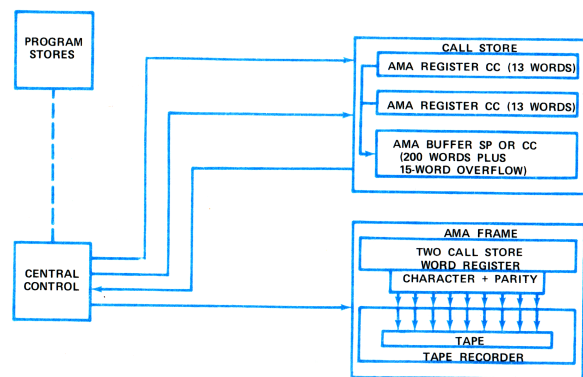 PROGRAM
STORES
CENTRAL
CONTROL
CALL STORE
AMA REGISTER CC (13 WORDS)
AMA REGISTER CC (13 WORDS)
AMA BUFFER SP OR CC
(200 WORDS PLUS
15-WORD OVERFLOW)
AMA FRAME
TWO CALL STORE
WORD REGISTER
CHARACTER + PARITY
TAPE
TAPE RECORDER